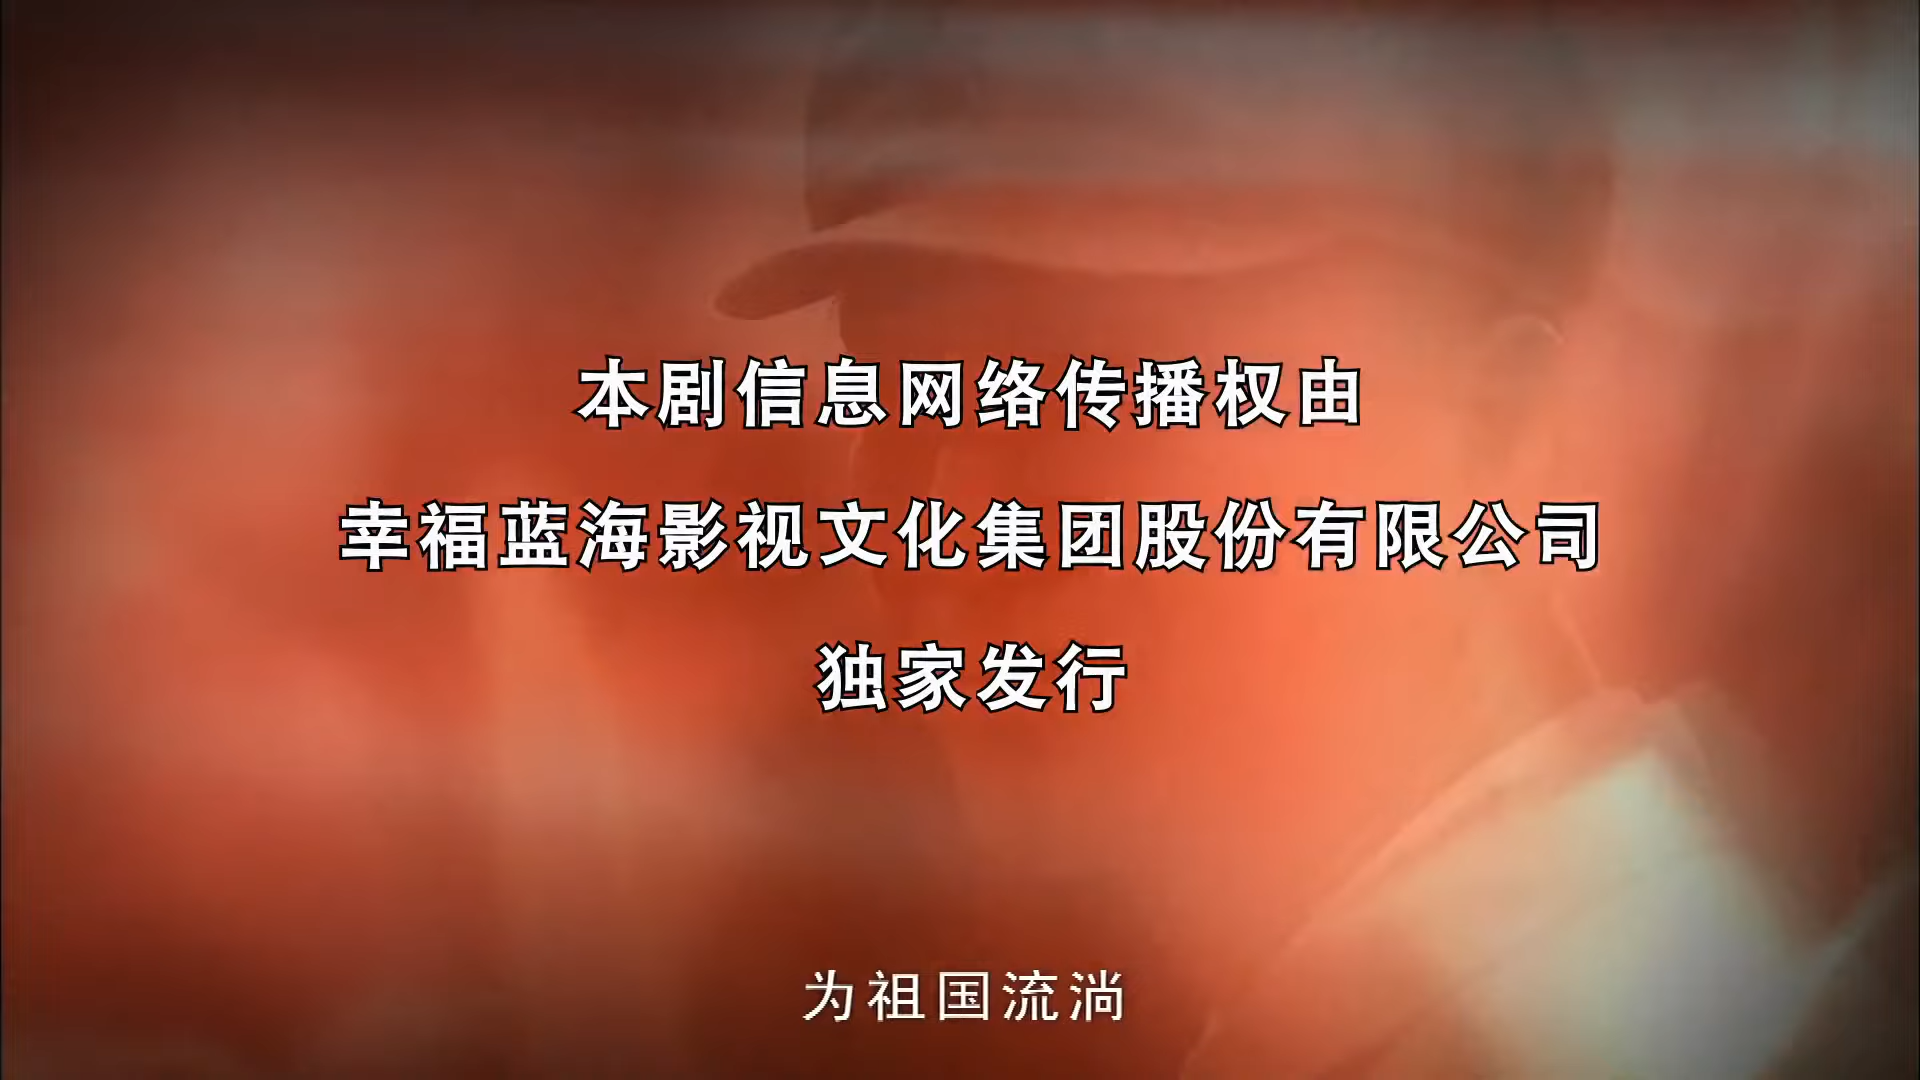 本剧信息网络传播权由
幸福蓝海影视文化集团股份有限公司
独家发行
为祖国流淌